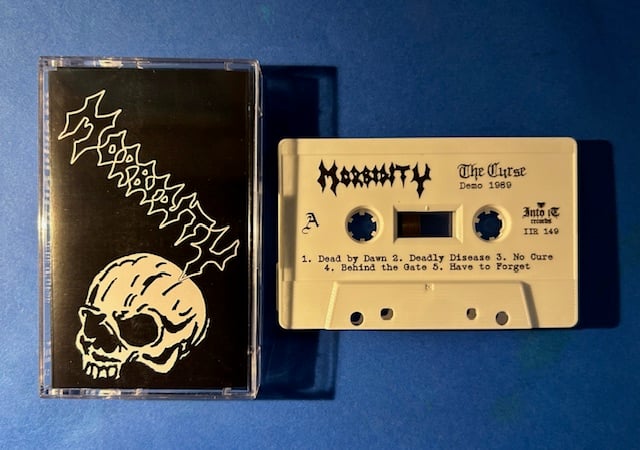 MORBIDITY
MORBIDITY
The Curse
Demo 1989
A
Into iT
records
IIR 149
1. Dead by Dawn 2. Deadly Disease 3. No Cure
4. Behind the Gate 5. Have to Forget